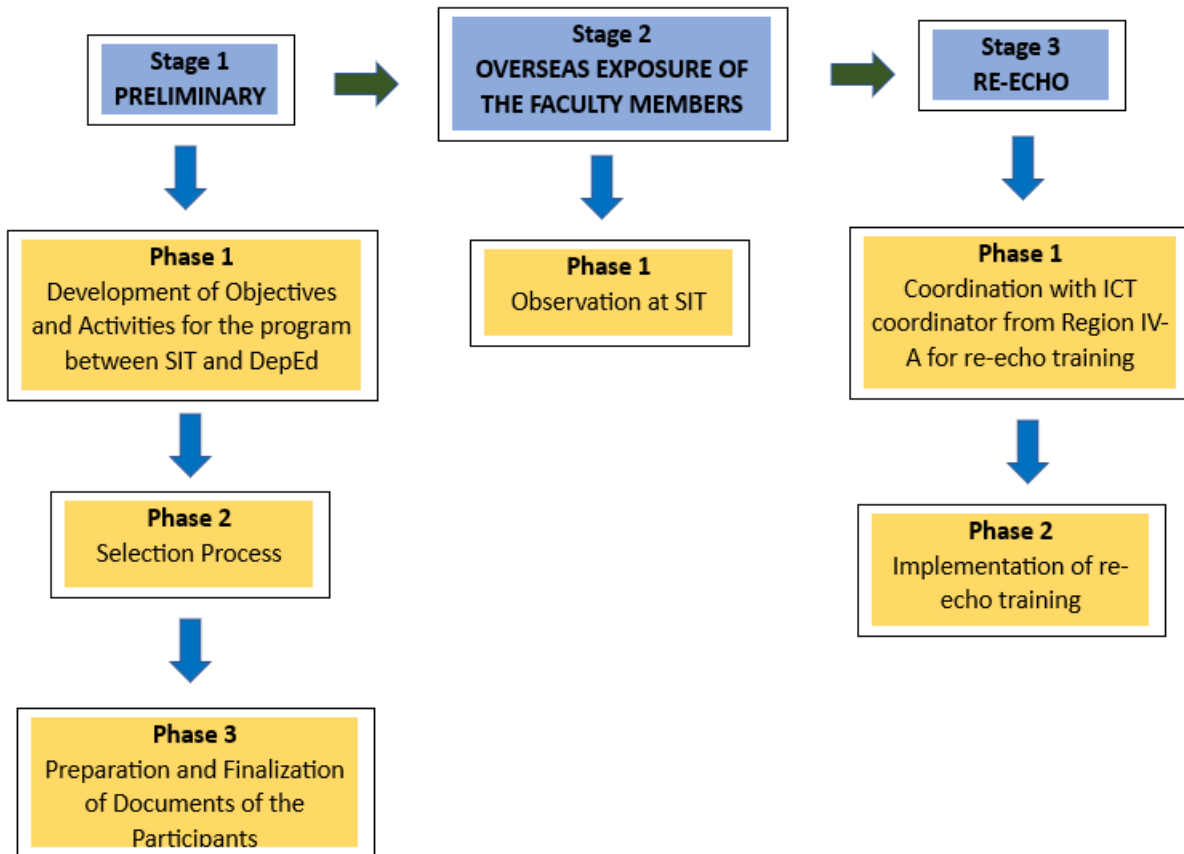 Stage 1
PRELIMINARY
Stage 2
OVERSEAS EXPOSURE OF
THE FACULTY MEMBERS
Stage 3
RE-ECHO
Phase 1
Development of Objectives
and Activities for the program
between SIT and DepEd
Phase 2
Selection Process
Phase 3
Preparation and Finalization
of Documents of the
Participants
Phase 1
Observation at SIT
Phase 1
Coordination with ICT
coordinator from Region IV-
A for re-echo training
Phase 2
Implementation of re-
echo training